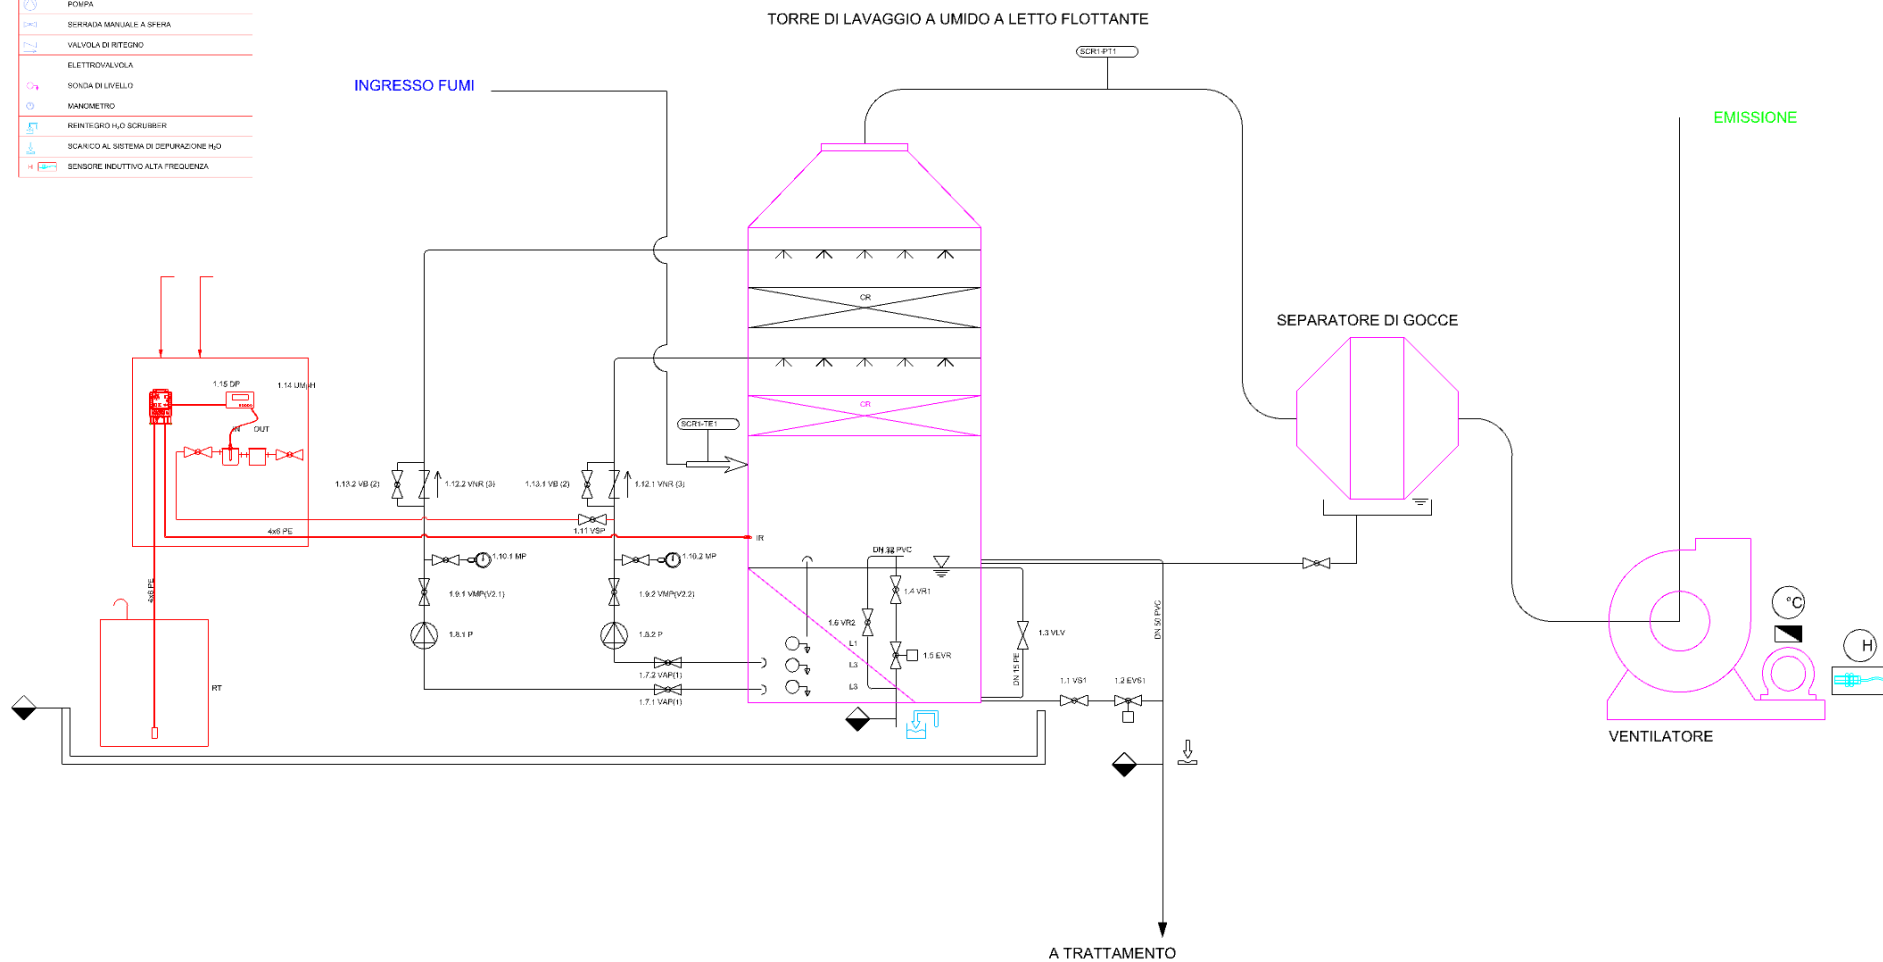 POMPA
SERRADA MANUALE A SFERA
VALVOLA DI RITEGNO
ELETTROVALVOLA
SONDA DI LIVELLO
MANOMETRO
REINTEGRO H₂O SCRUBBER
SCARICO AL SISTEMA DI DEPURAZIONE H₂O
H SENSORE INDUTTIVO ALTA FREQUENZA
TORRE DI LAVAGGIO A UMIDO A LETTO FLOTTANTE
SCR1-PT1
INGRESSO FUMI
EMISSIONE
CR
SEPARATORE DI GOCCE
1.15 DP
1.14 UMpH
CR
SCR1-TE1
IN OUT
1.13.2 VB (2)
1.12.2 VNR (3)
1.13.1 VB (2)
1.12.1 VNR (3)
4x6 PE
1.11 VSP
IR
DN 32 PVC
1.10.1 MP
1.10.2 MP
4x6 PE
1.9.1 VMP(V2.1)
1.9.2 VMP(V2.2)
1.4 VR1
1.6 VR2
1.8.1 P
1.8.2 P
L1
1.5 EVR
1.3 VLV
DN 50 PVC
°C
H
L3
1.7.2 VAP(1)
DN 15 PE
RT
L3
1.7.1 VAP(1)
1.1 VS1
1.2 EVS1
VENTILATORE
A TRATTAMENTO